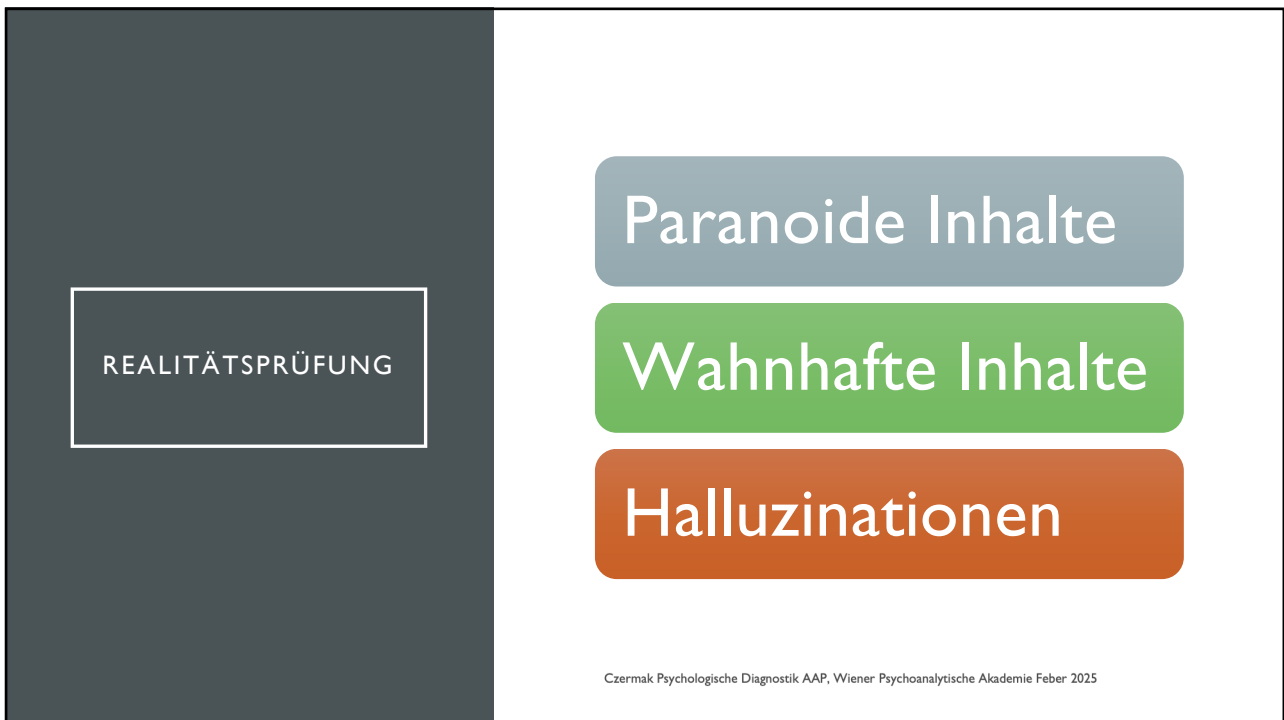 REALITÄTSPRÜFUNG
Paranoide Inhalte
Wahnhafte Inhalte
Halluzinationen
Czermak Psychologische Diagnostik AAP, Wiener Psychoanalytische Akademie Feber 2025